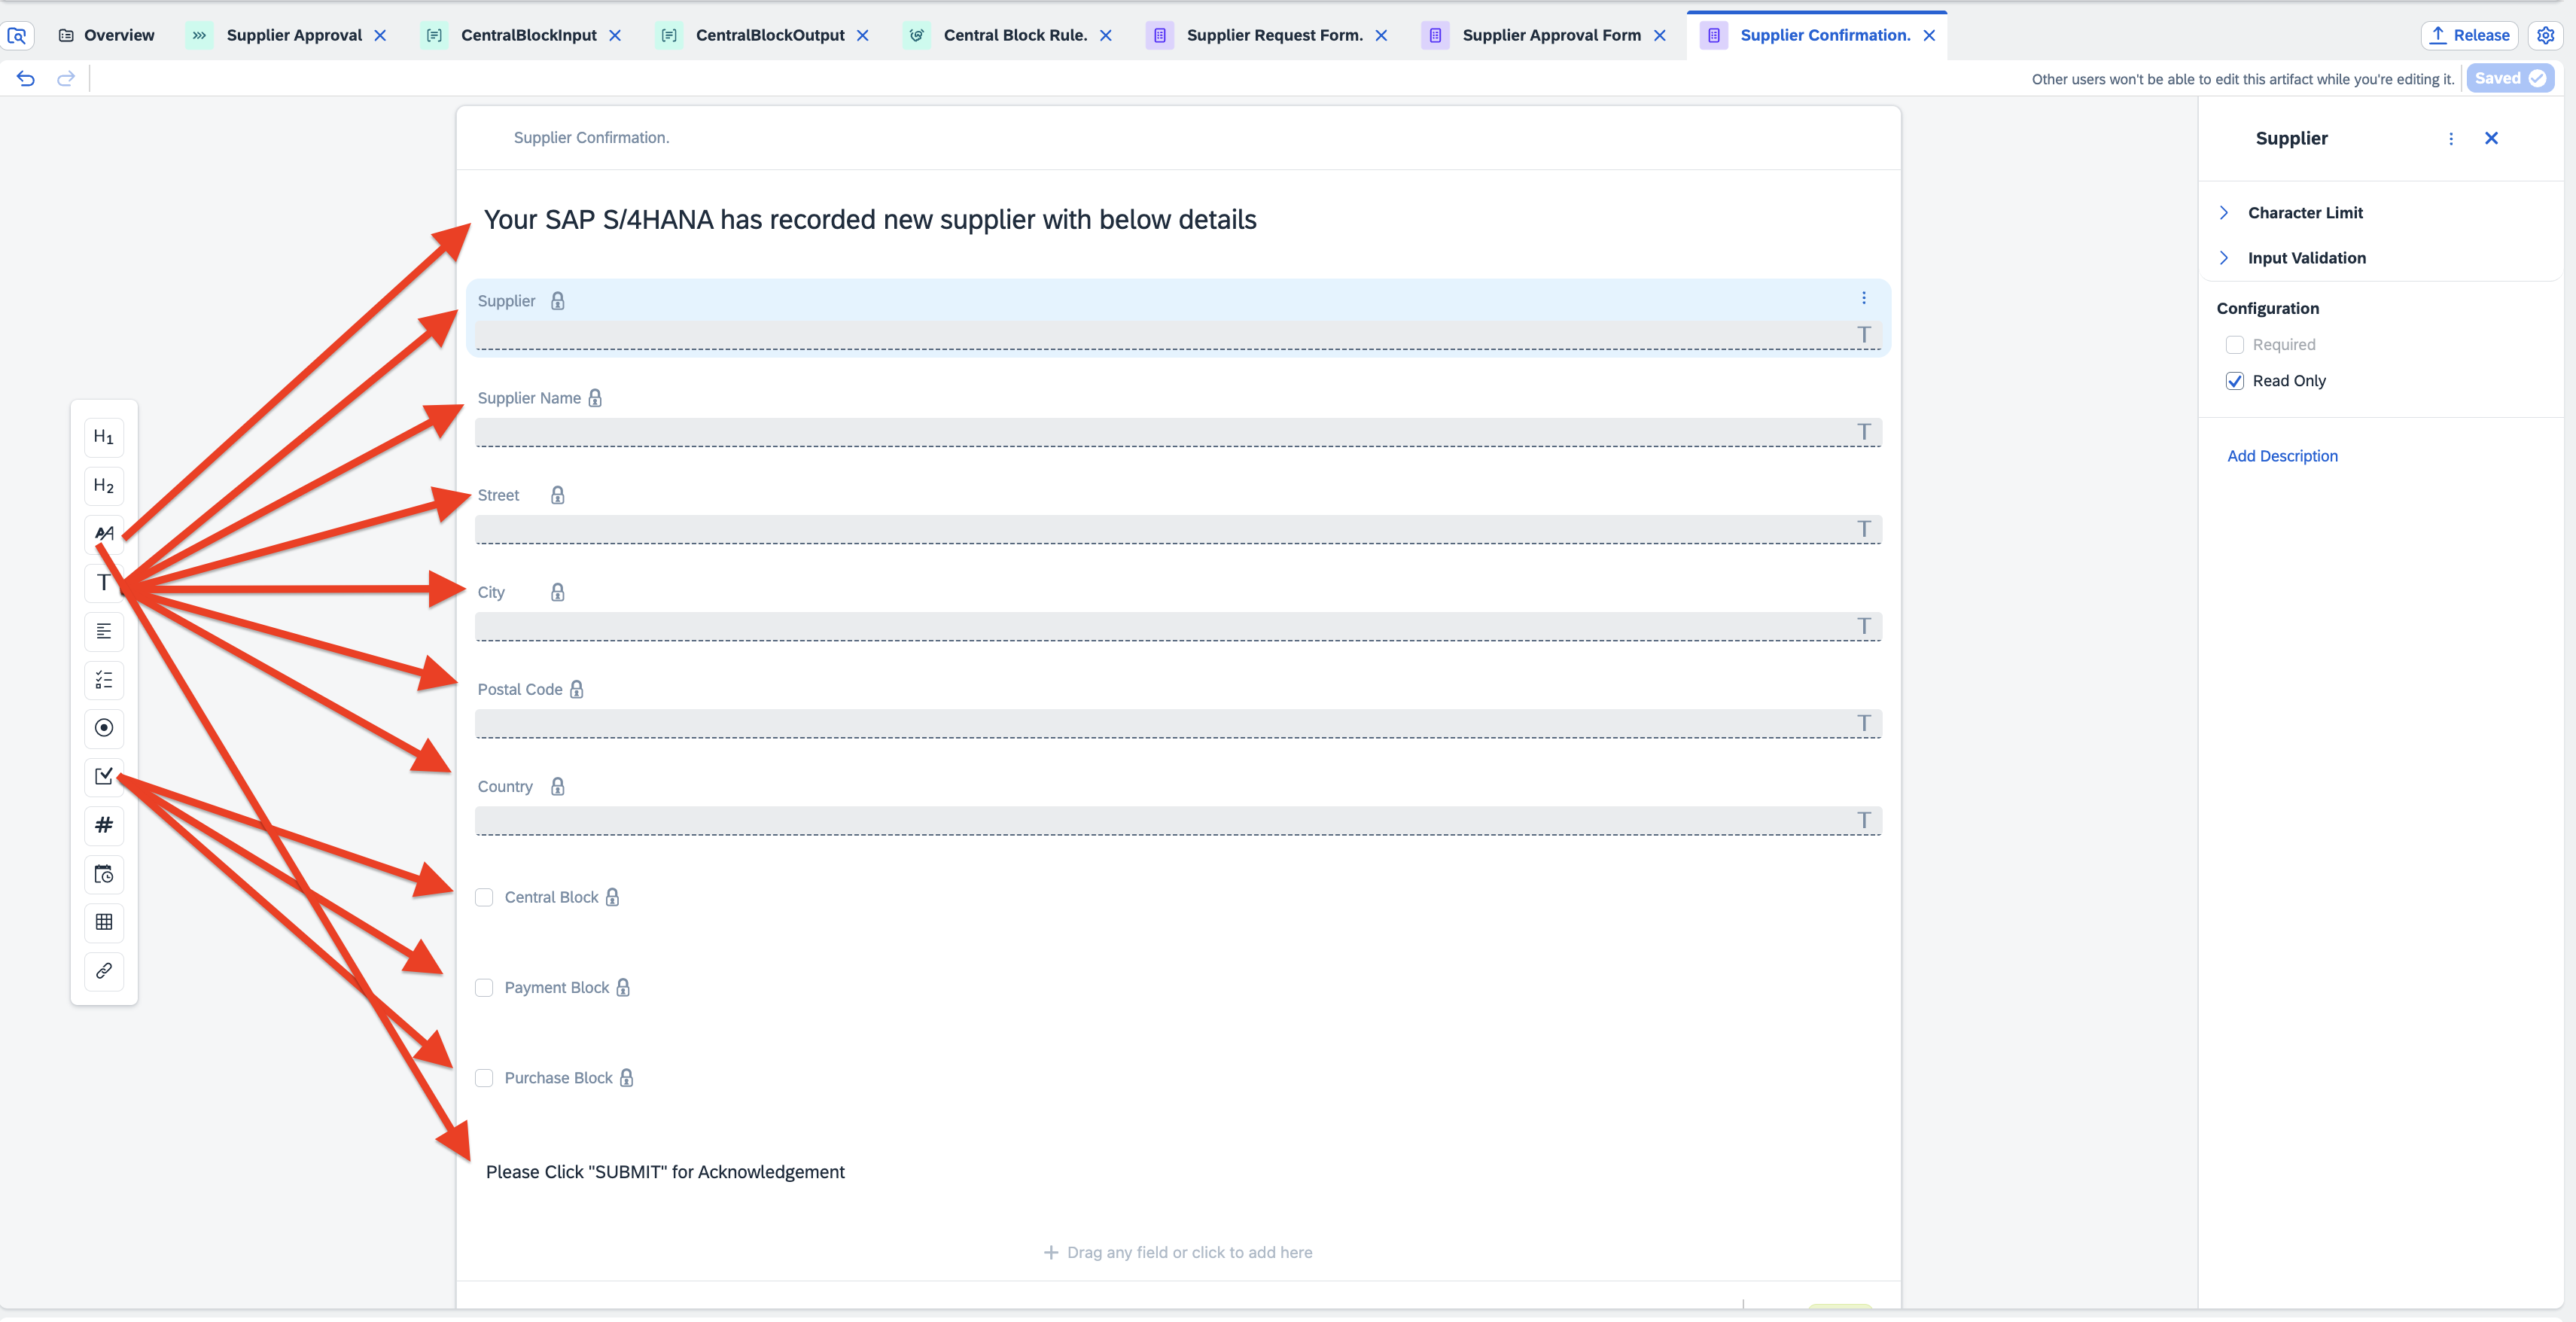 Overview Supplier Approval CentralBlockInput CentralBlockOutput Central Block Rule. Supplier Request Form. Supplier Approval Form Supplier Confirmation. Release
Other users won't be able to edit this artifact while you're editing it. Saved
Supplier Confirmation.
Your SAP S/4HANA has recorded new supplier with below details
Supplier
T
Supplier Name
T
Street
T
City
T
Postal Code
T
Country
T
Central Block
Payment Block
Purchase Block
Please Click "SUBMIT" for Acknowledgement
+ Drag any field or click to add here
H1
H2
AA
T
#
Supplier
Character Limit
Input Validation
Configuration
Required
Read Only
Add Description